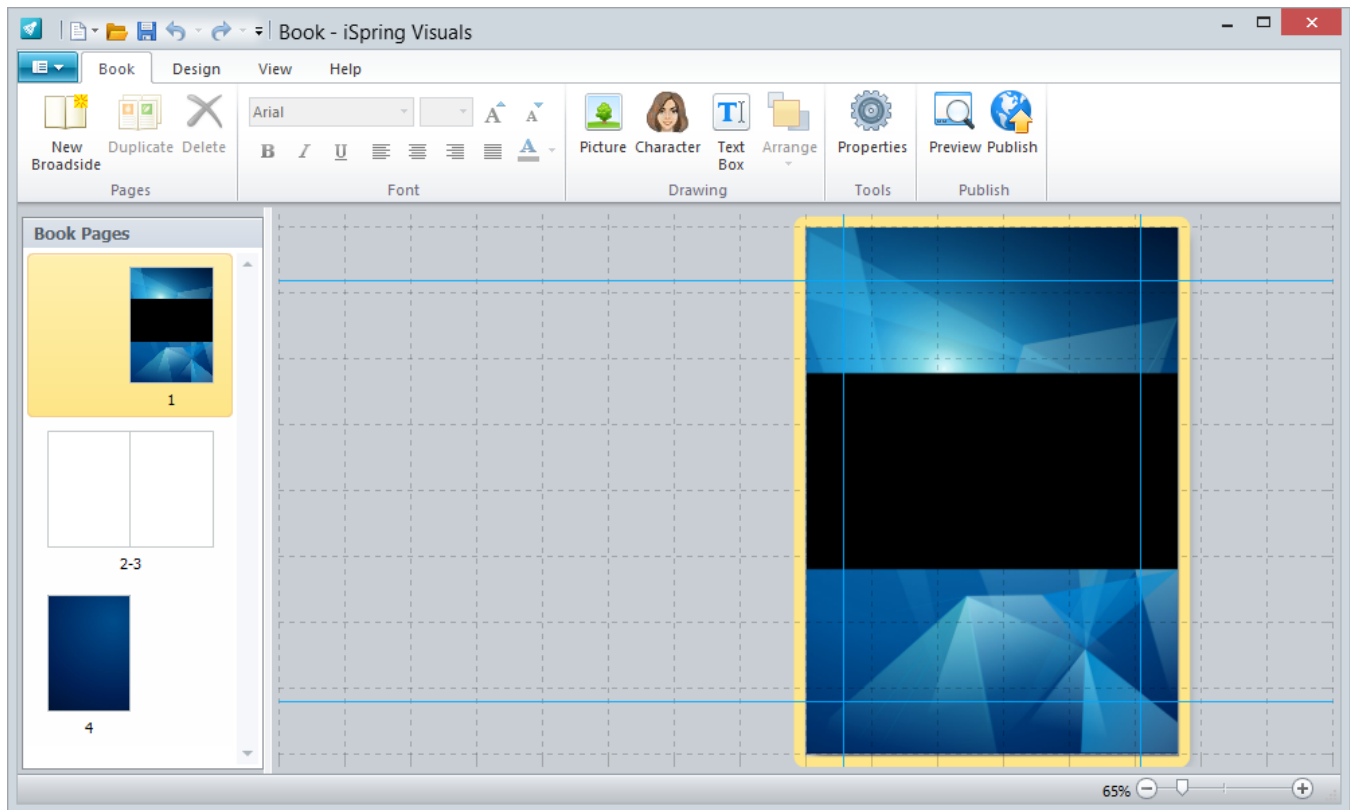 Book - iSpring Visuals
Book Design View Help
Arial
A A
New Broadside Duplicate Delete
B I U A
Picture Character Text Box Arrange Properties Preview Publish
Pages Font Drawing Tools Publish
Book Pages
1
2-3
4
65%